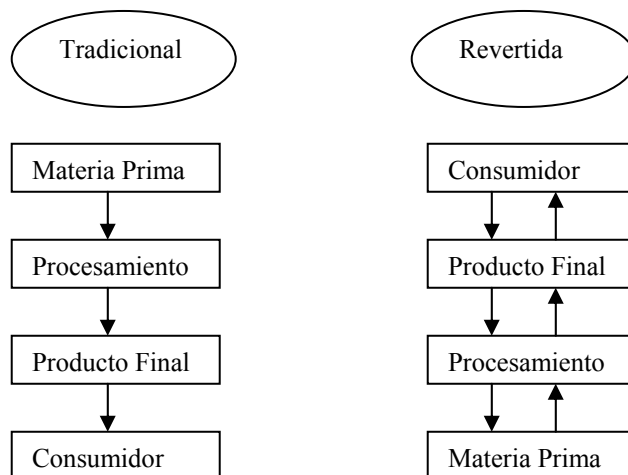 Tradicional
Materia Prima
Procesamiento
Producto Final
Consumidor
Revertida
Consumidor
Producto Final
Procesamiento
Materia Prima